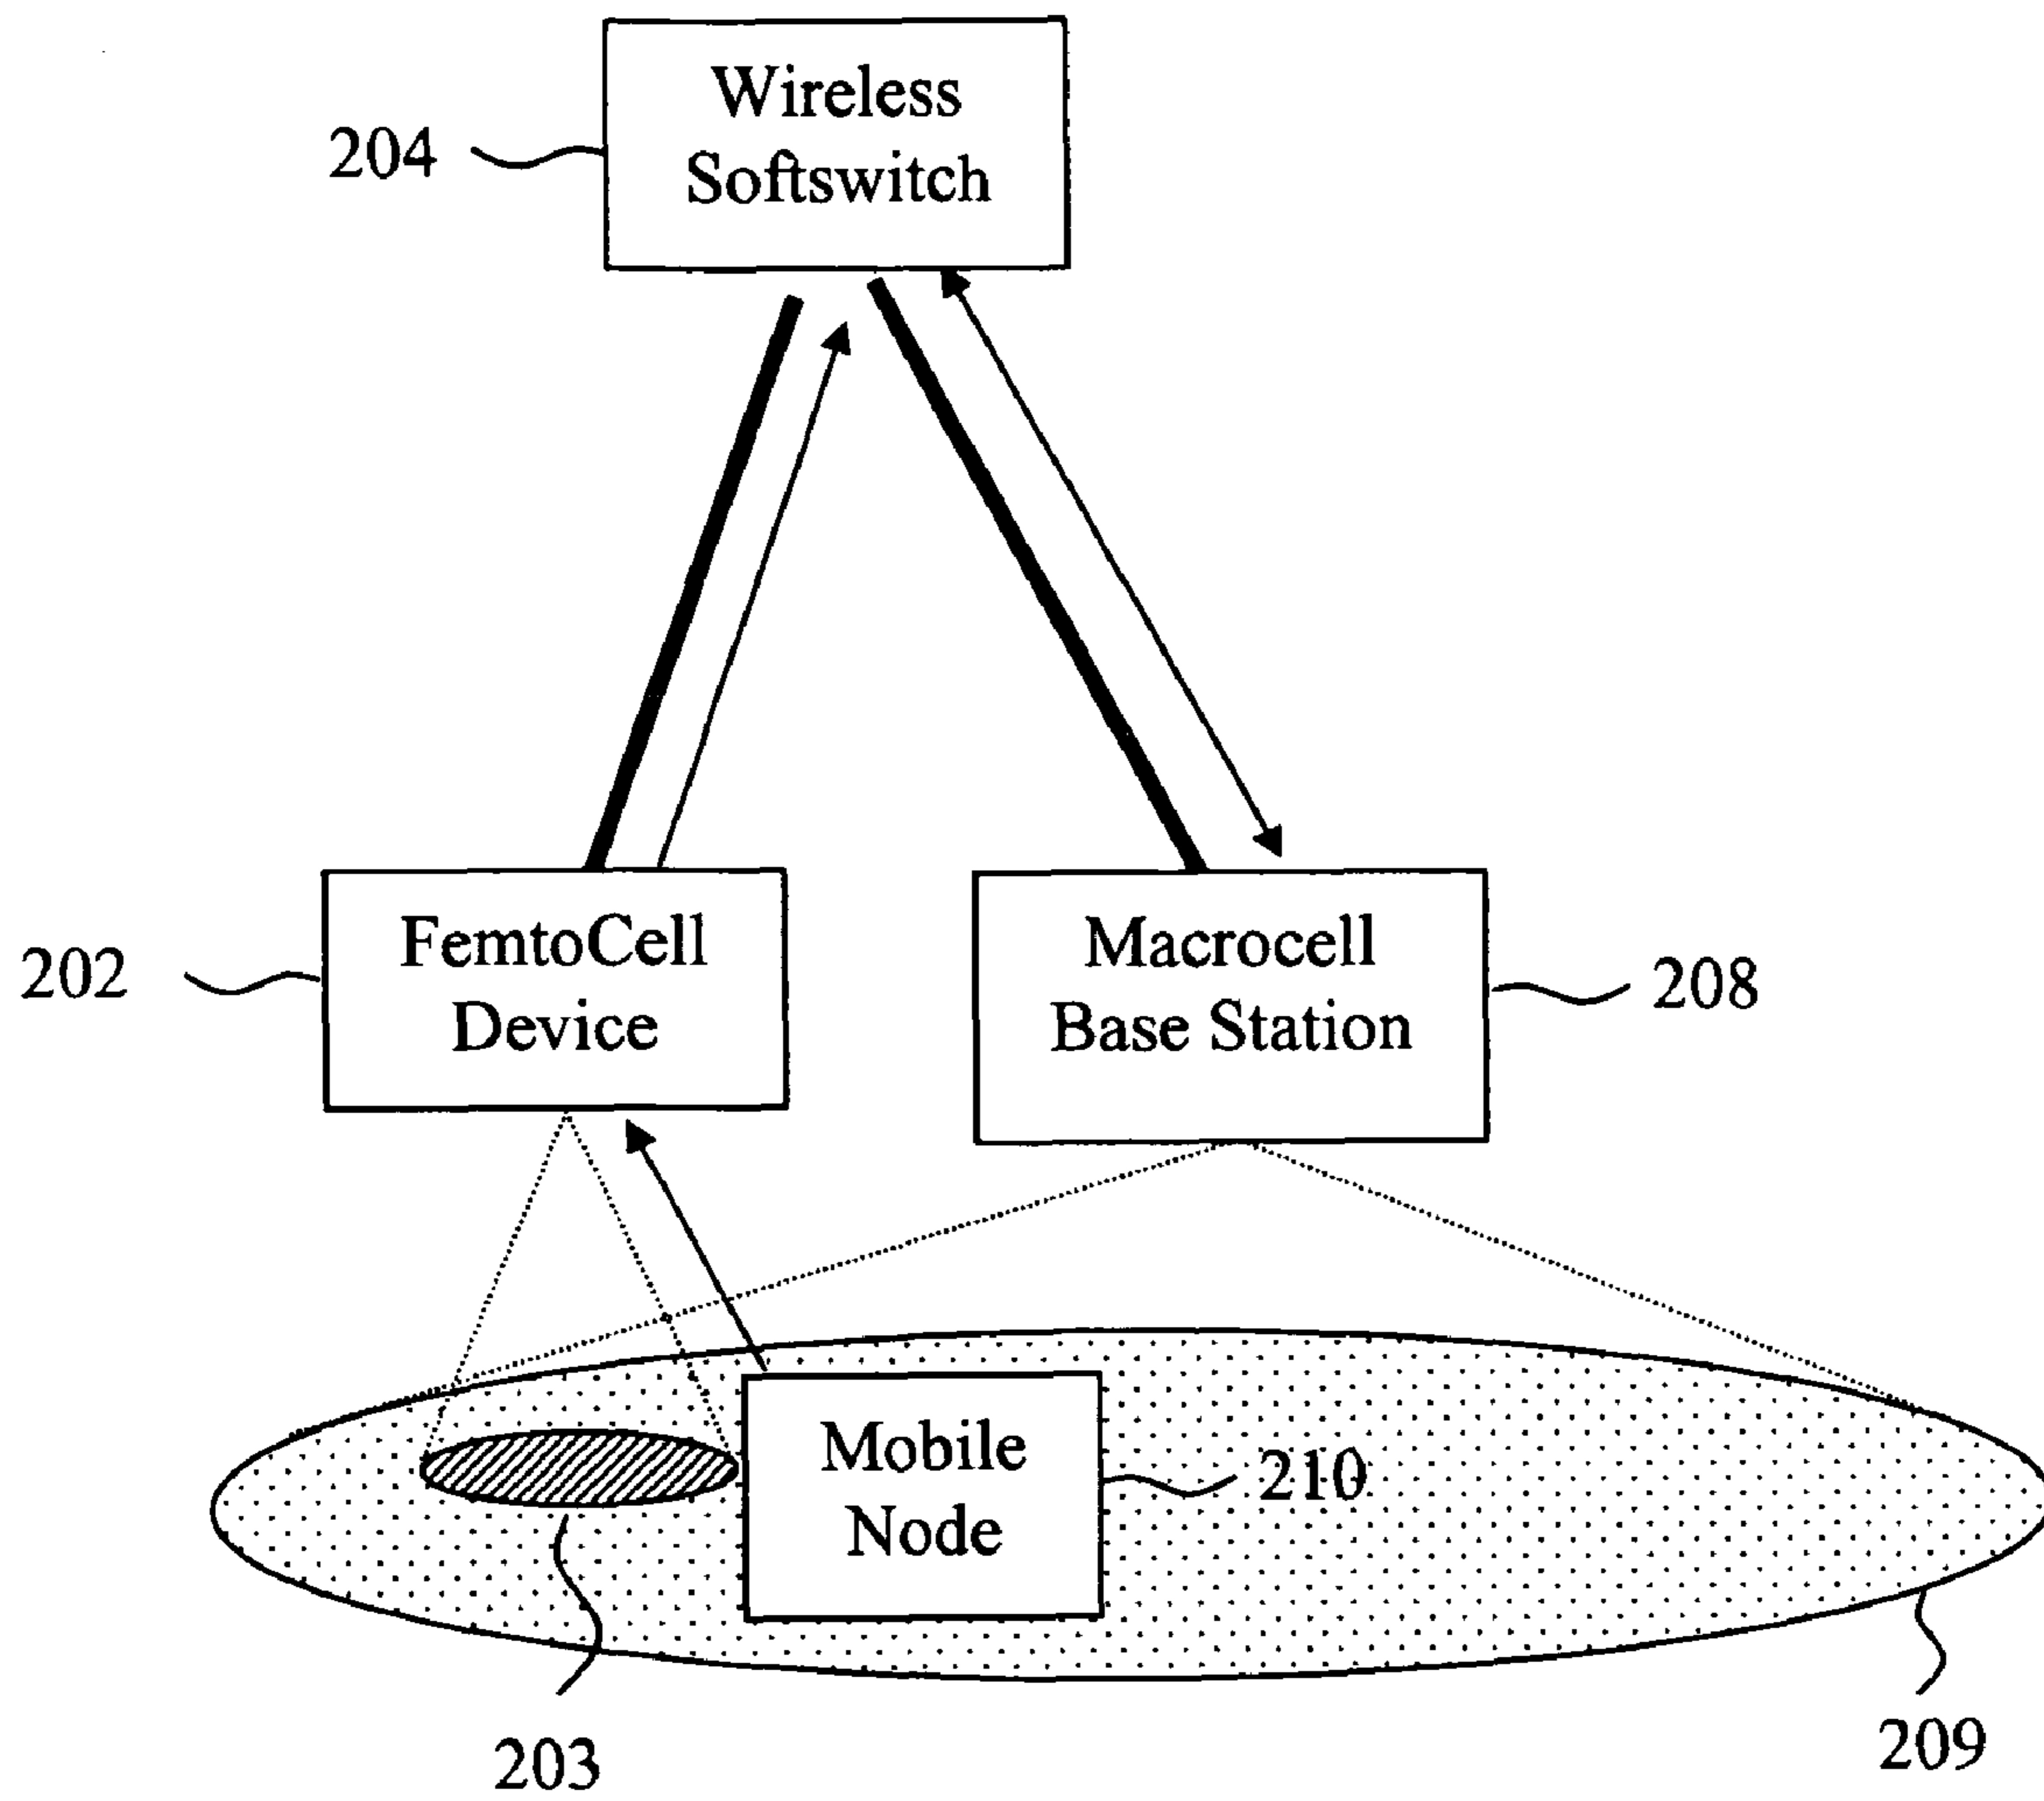 Wireless
Softswitch
204
FemtoCell
Device
202
Macrocell
Base Station
208
Mobile
Node
210
203
209